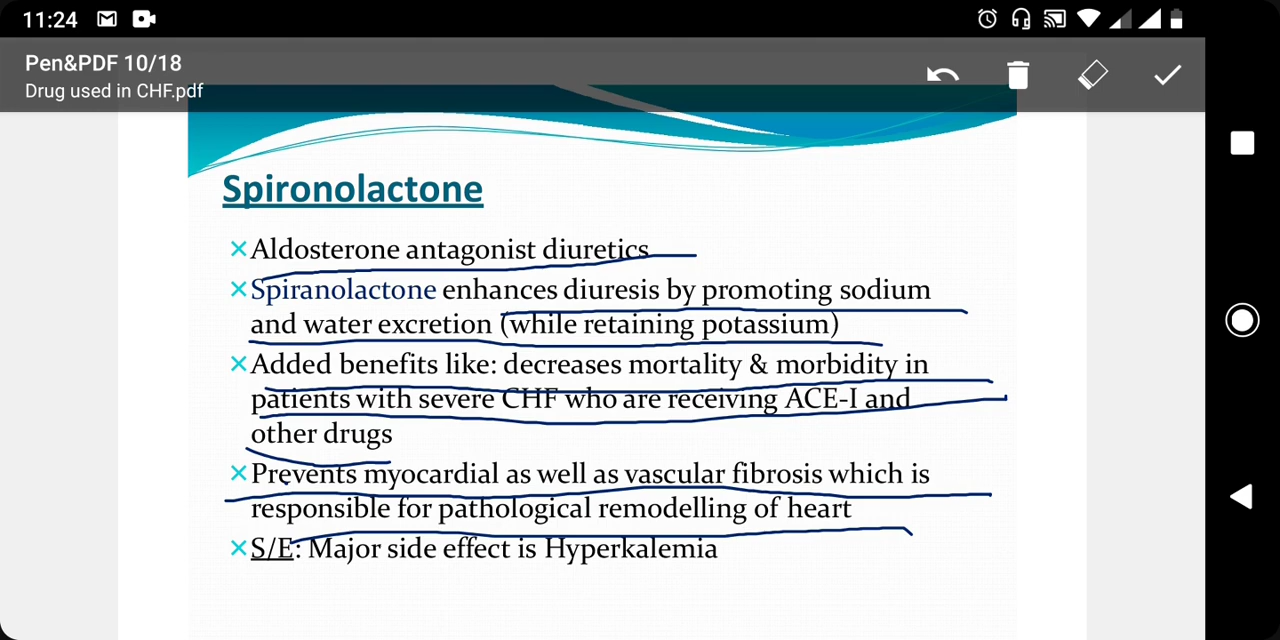 11:24
Pen&PDF 10/18
Drug used in CHF.pdf
Spironolactone
Aldosterone antagonist diuretics
Spiranolactone enhances diuresis by promoting sodium
and water excretion (while retaining potassium)
Added benefits like: decreases mortality & morbidity in
patients with severe CHF who are receiving ACE-I and
other drugs
Prevents myocardial as well as vascular fibrosis which is
responsible for pathological remodelling of heart
S/E: Major side effect is Hyperkalemia